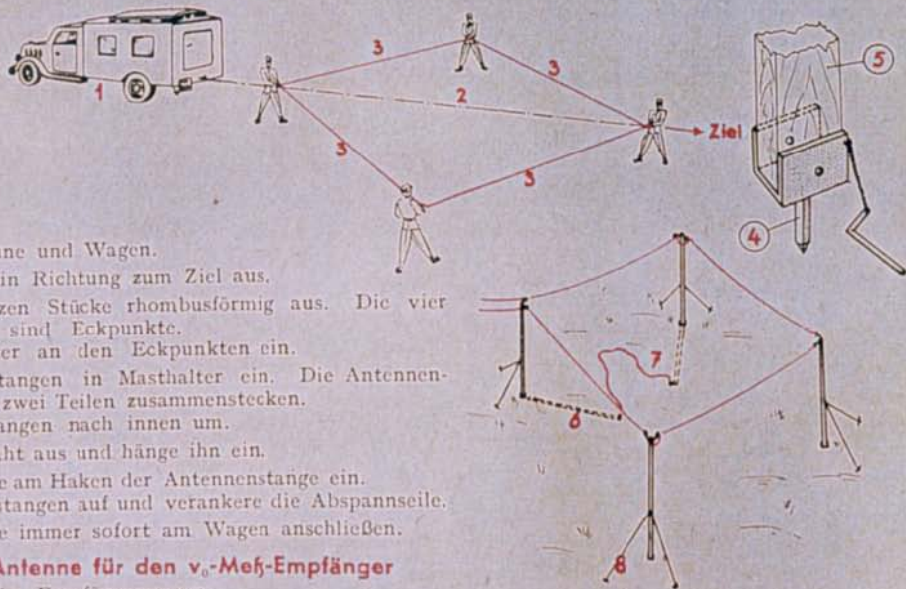 1
3
3
2
3
3
Ziel
5
4
ne und Wagen.
in Richtung zum Ziel aus.
zen Stücke rhombusförmig aus. Die vier
sind Eckpunkte.
er an den Eckpunkten ein.
tangen in Masthalter ein. Die Antennen-
zwei Teilen zusammenstecken.
angen nach innen um.
ht aus und hänge ihn ein.
e am Haken der Antennenstange ein.
stangen auf und verankere die Abspannseile.
e immer sofort am Wagen anschließen.
7
6
8
Antenne für den v₀-Meß-Empfänger